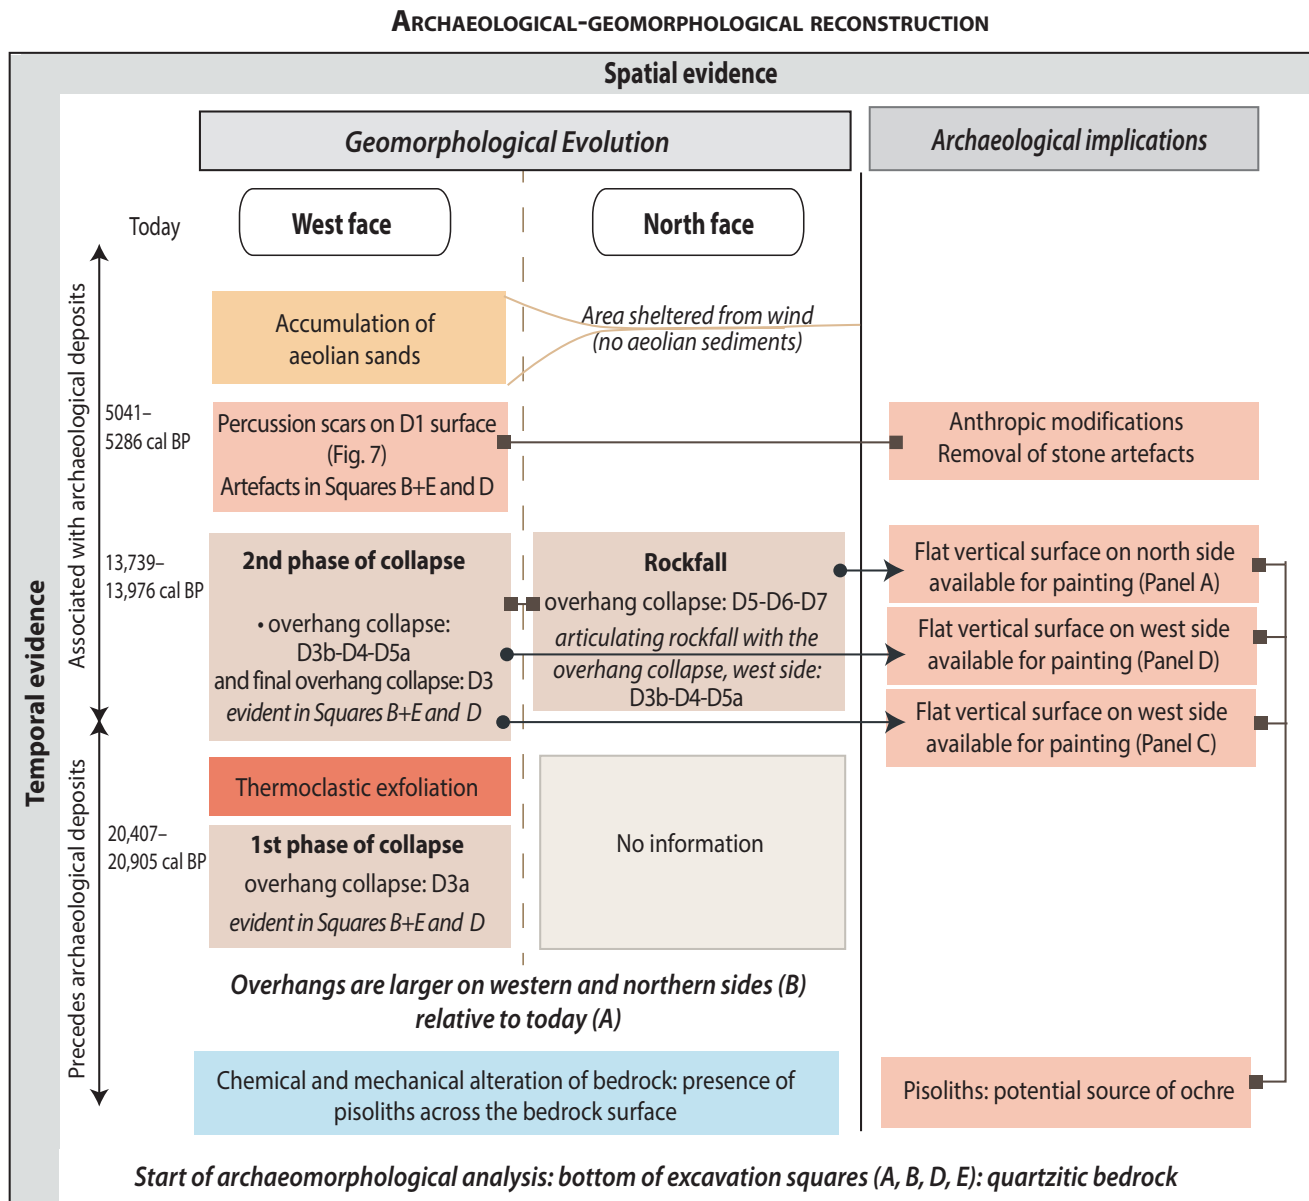 ARCHAEOLOGICAL-GEOMORPHOLOGICAL RECONSTRUCTION
Spatial evidence
Geomorphological Evolution
Archaeological implications
West face
North face
Temporal evidence
Today
Associated with archaeological deposits
Precedes archaeological deposits
Accumulation of
aeolian sands
Area sheltered from wind
(no aeolian sediments)
5041–
5286 cal BP
Percussion scars on D1 surface
(Fig. 7)
Artefacts in Squares B+E and D
Anthropic modifications
Removal of stone artefacts
13,739–
13,976 cal BP
2nd phase of collapse
• overhang collapse:
D3b-D4-D5a
and final overhang collapse: D3
evident in Squares B+E and D
Rockfall
overhang collapse: D5-D6-D7
articulating rockfall with the
overhang collapse, west side:
D3b-D4-D5a
Flat vertical surface on north side
available for painting (Panel A)
Flat vertical surface on west side
available for painting (Panel D)
Flat vertical surface on west side
available for painting (Panel C)
Thermoclastic exfoliation
20,407–
20,905 cal BP
1st phase of collapse
overhang collapse: D3a
evident in Squares B+E and D
No information
Overhangs are larger on western and northern sides (B)
relative to today (A)
Chemical and mechanical alteration of bedrock: presence of
pisoliths across the bedrock surface
Pisoliths: potential source of ochre
Start of archaeomorphological analysis: bottom of excavation squares (A, B, D, E): quartzitic bedrock